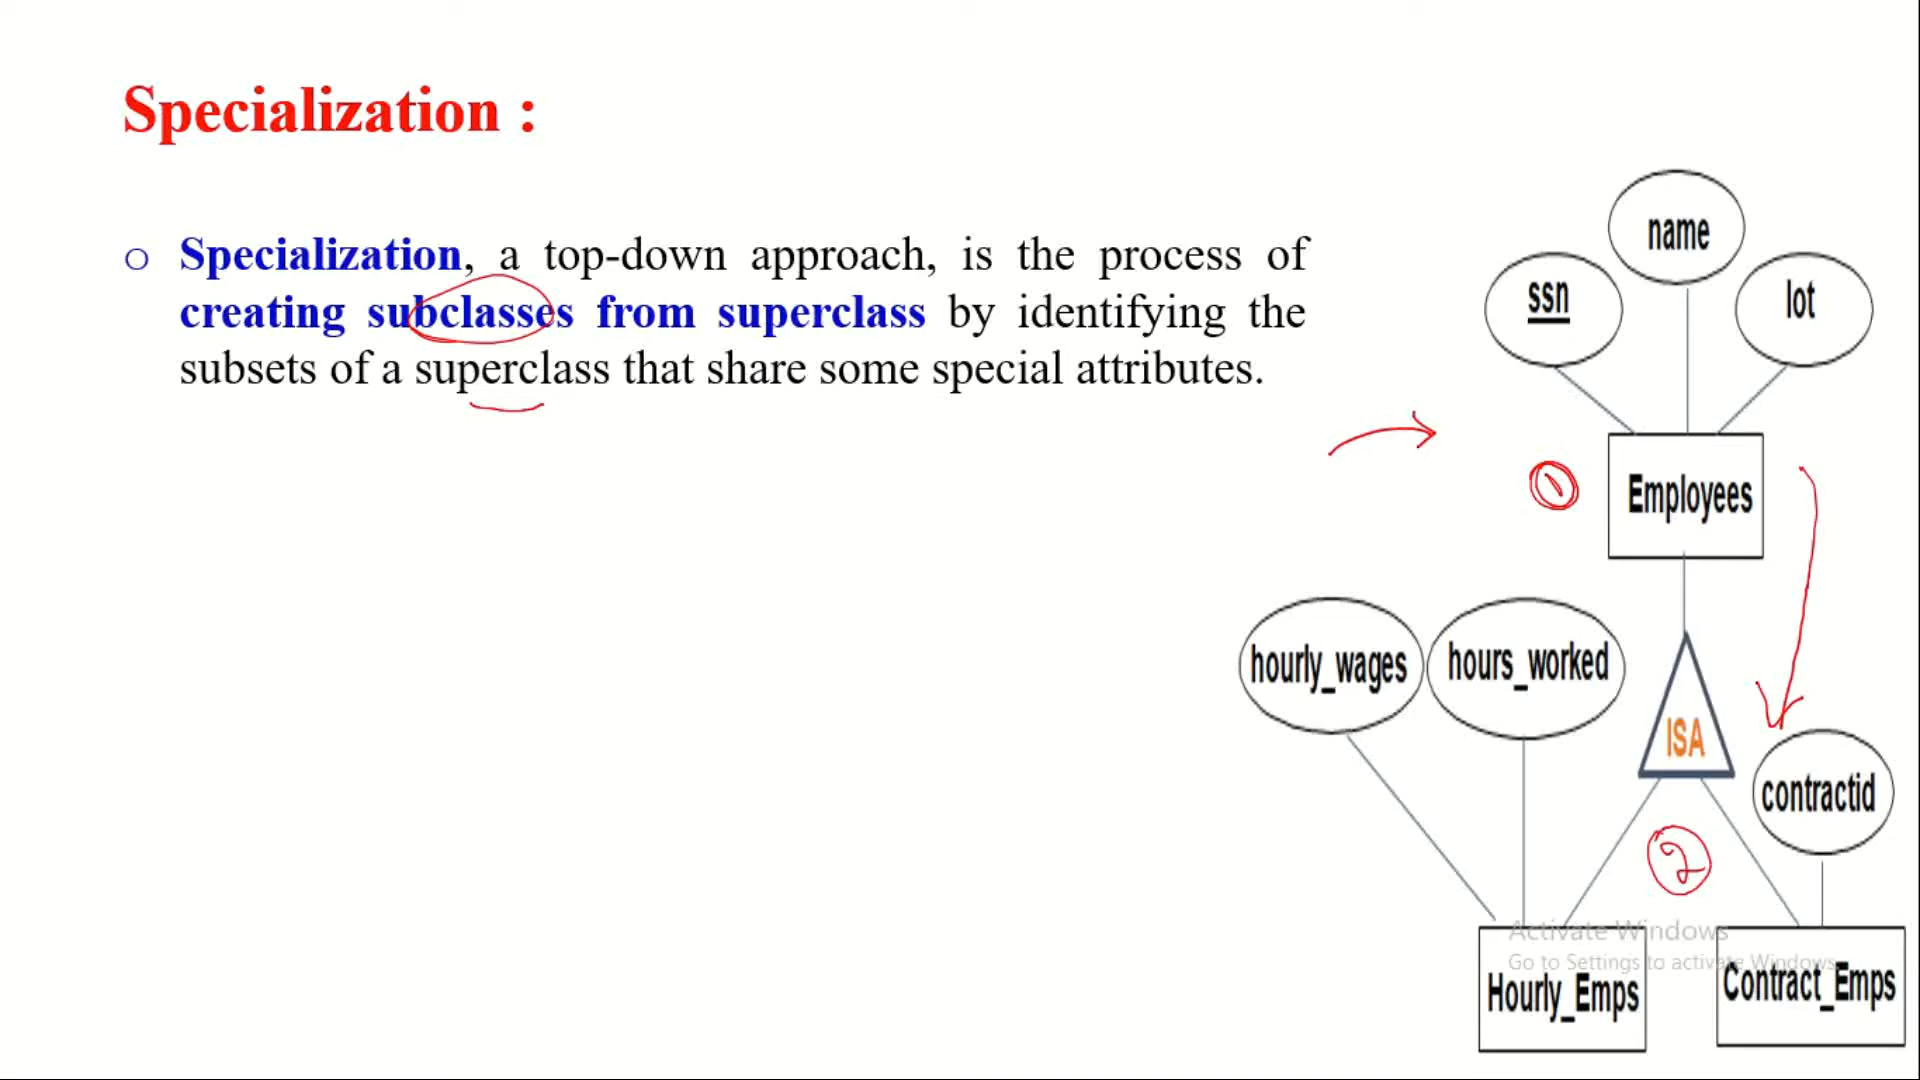 Specialization :
o Specialization, a top-down approach, is the process of
creating subclasses from superclass by identifying the
subsets of a superclass that share some special attributes.
name
ssn
lot
1
Employees
hourly_wages
hours_worked
ISA
contractid
2
Activate Windows
Go to Settings to activate Windows.
Hourly_Emps
Contract_Emps